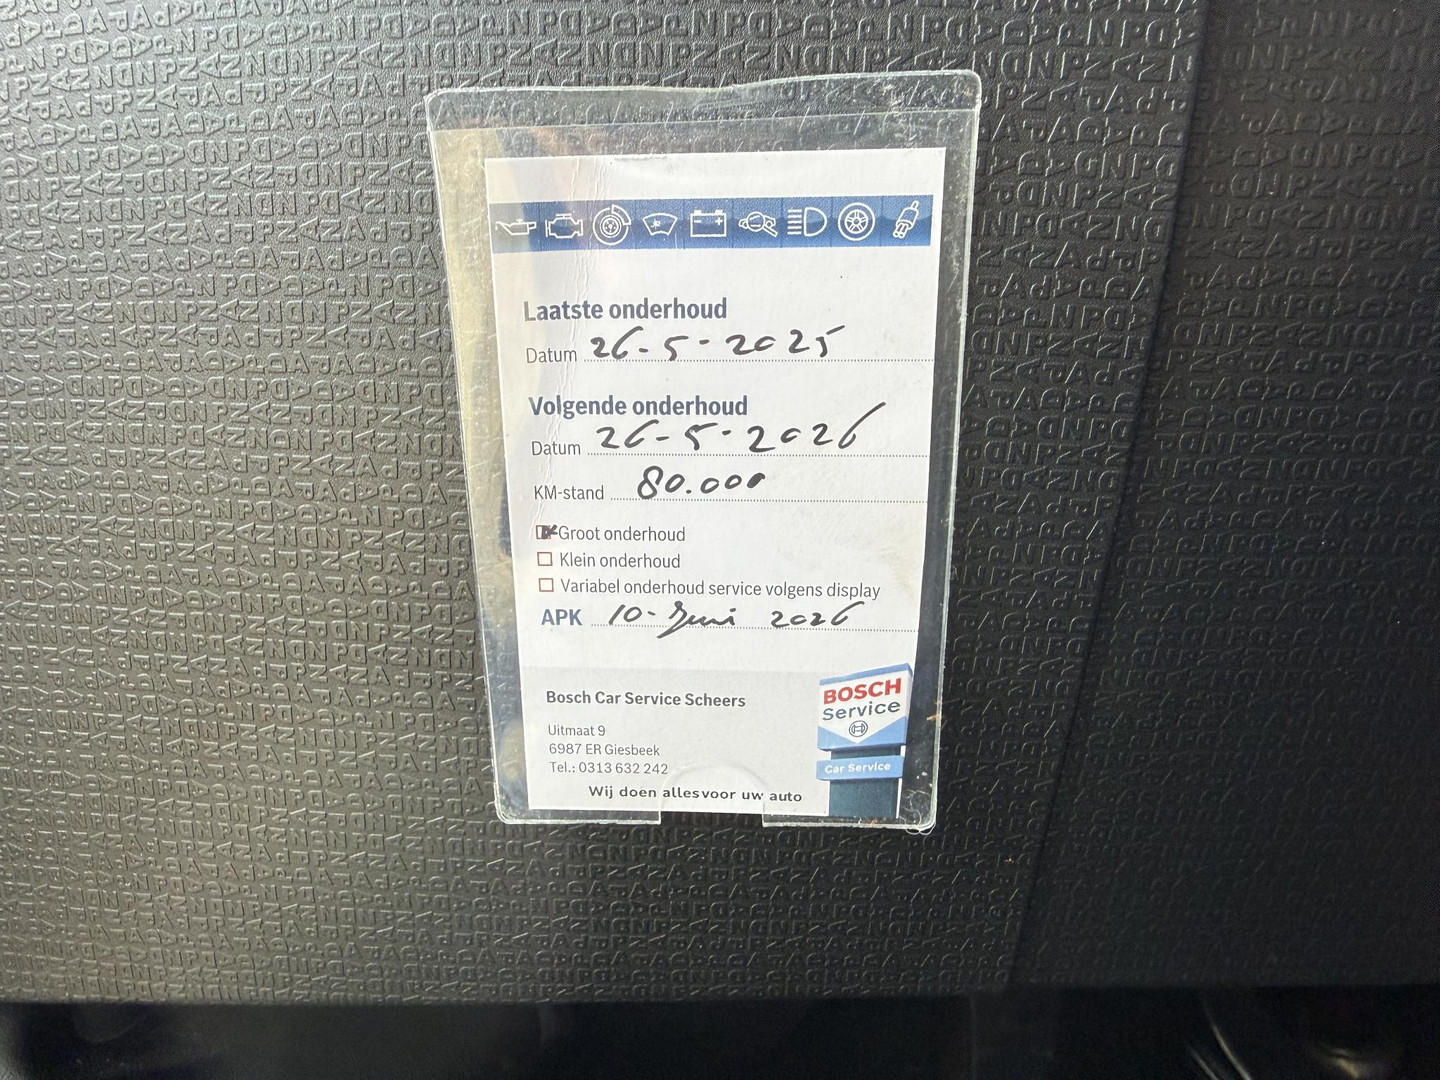 Laatste onderhoud
Datum 26-5-2025
Volgende onderhoud
Datum 26-5-2026
KM-stand 80.000
Groot onderhoud
Klein onderhoud
Variabel onderhoud service volgens display
APK 10-Juni 2026
Bosch Car Service Scheers
Uitmaat 9
6987 ER Giesbeek
Tel.: 0313 632 242
Wij doen alles voor uw auto
BOSCH
Service
Car Service